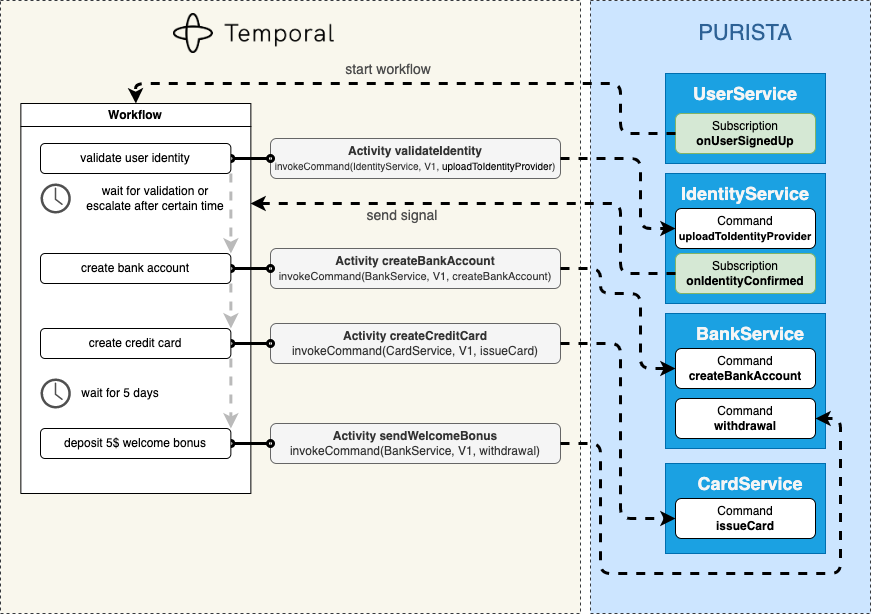 Temporal
PURISTA
start workflow
Workflow
validate user identity
wait for validation or
escalate after certain time
create bank account
create credit card
wait for 5 days
deposit 5$ welcome bonus
Activity validateIdentity
invokeCommand(IdentityService, V1, uploadToIdentityProvider)
send signal
Activity createBankAccount
invokeCommand(BankService, V1, createBankAccount)
Activity createCreditCard
invokeCommand(CardService, V1, issueCard)
Activity sendWelcomeBonus
invokeCommand(BankService, V1, withdrawal)
UserService
Subscription
onUserSignedUp
IdentityService
Command
uploadToIdentityProvider
Subscription
onIdentityConfirmed
BankService
Command
createBankAccount
Command
withdrawal
CardService
Command
issueCard